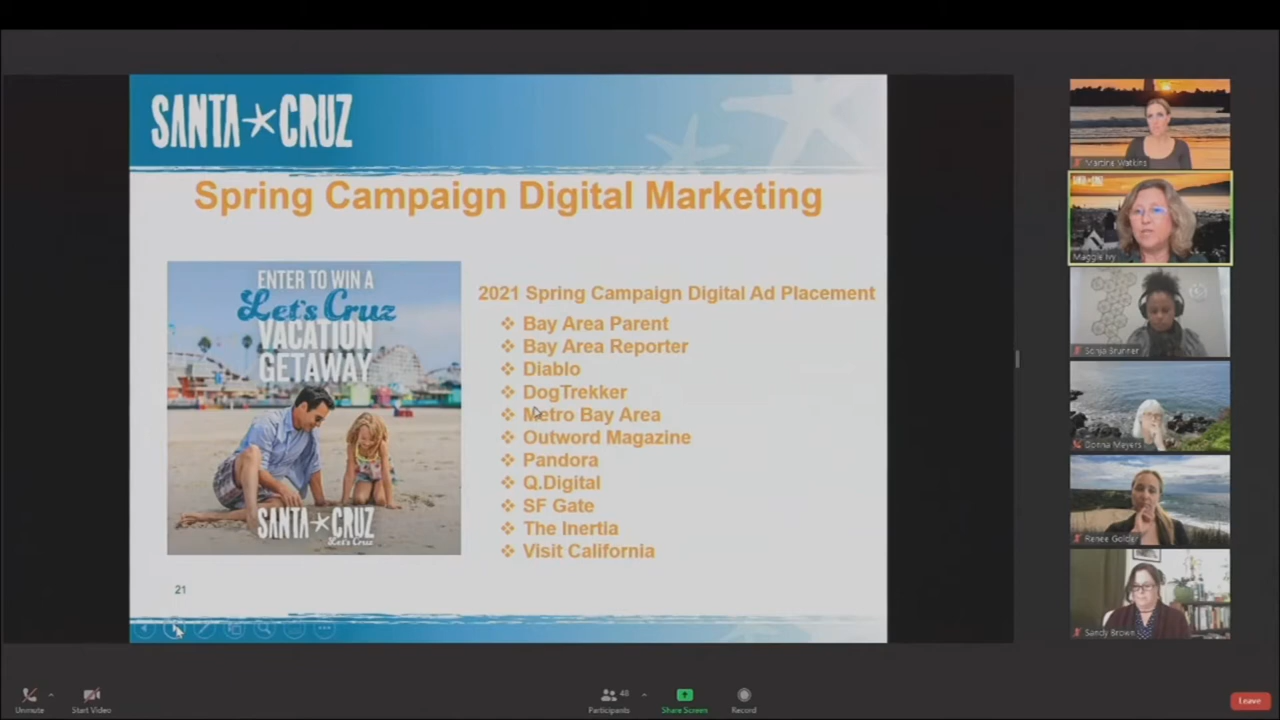 SANTA CRUZ
Spring Campaign Digital Marketing
ENTER TO WIN A
Let's Cruz
VACATION
GETAWAY
SANTA CRUZ
Let's Cruz
2021 Spring Campaign Digital Ad Placement
Bay Area Parent
Bay Area Reporter
Diablo
DogTrekker
Metro Bay Area
Outword Magazine
Pandora
Q.Digital
SF Gate
The Inertia
Visit California
21
Martine Watkins
SANTA CRUZ
Maggie Ivy
Sonja Brunner
Donna Meyers
Renee Golder
Sandy Brown
Unmute
Start Video
48
Participants
Share Screen
Record
Leave